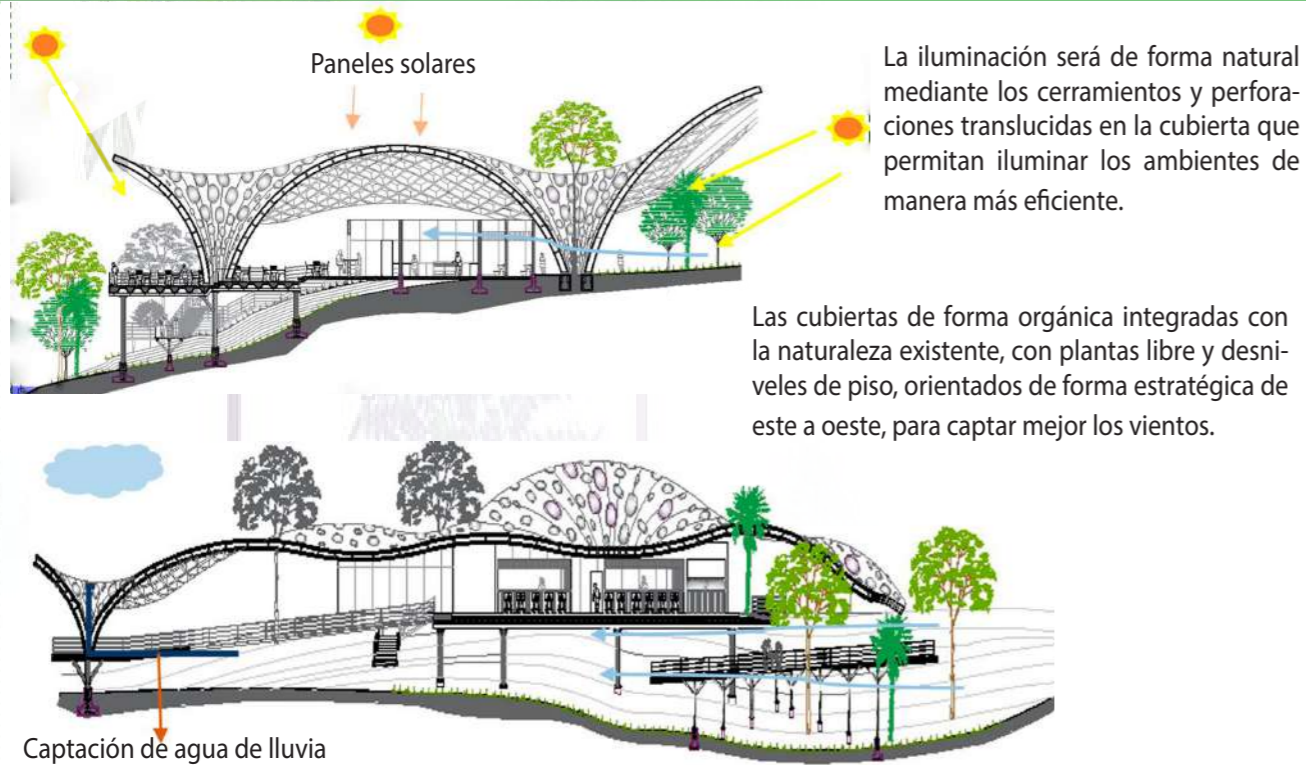 Paneles solares
La iluminación será de forma natural
mediante los cerramientos y perfora-
ciones translucidas en la cubierta que
permitan iluminar los ambientes de
manera más eficiente.
Las cubiertas de forma orgánica integradas con
la naturaleza existente, con plantas libre y desni-
veles de piso, orientados de forma estratégica de
este a oeste, para captar mejor los vientos.
Captación de agua de lluvia